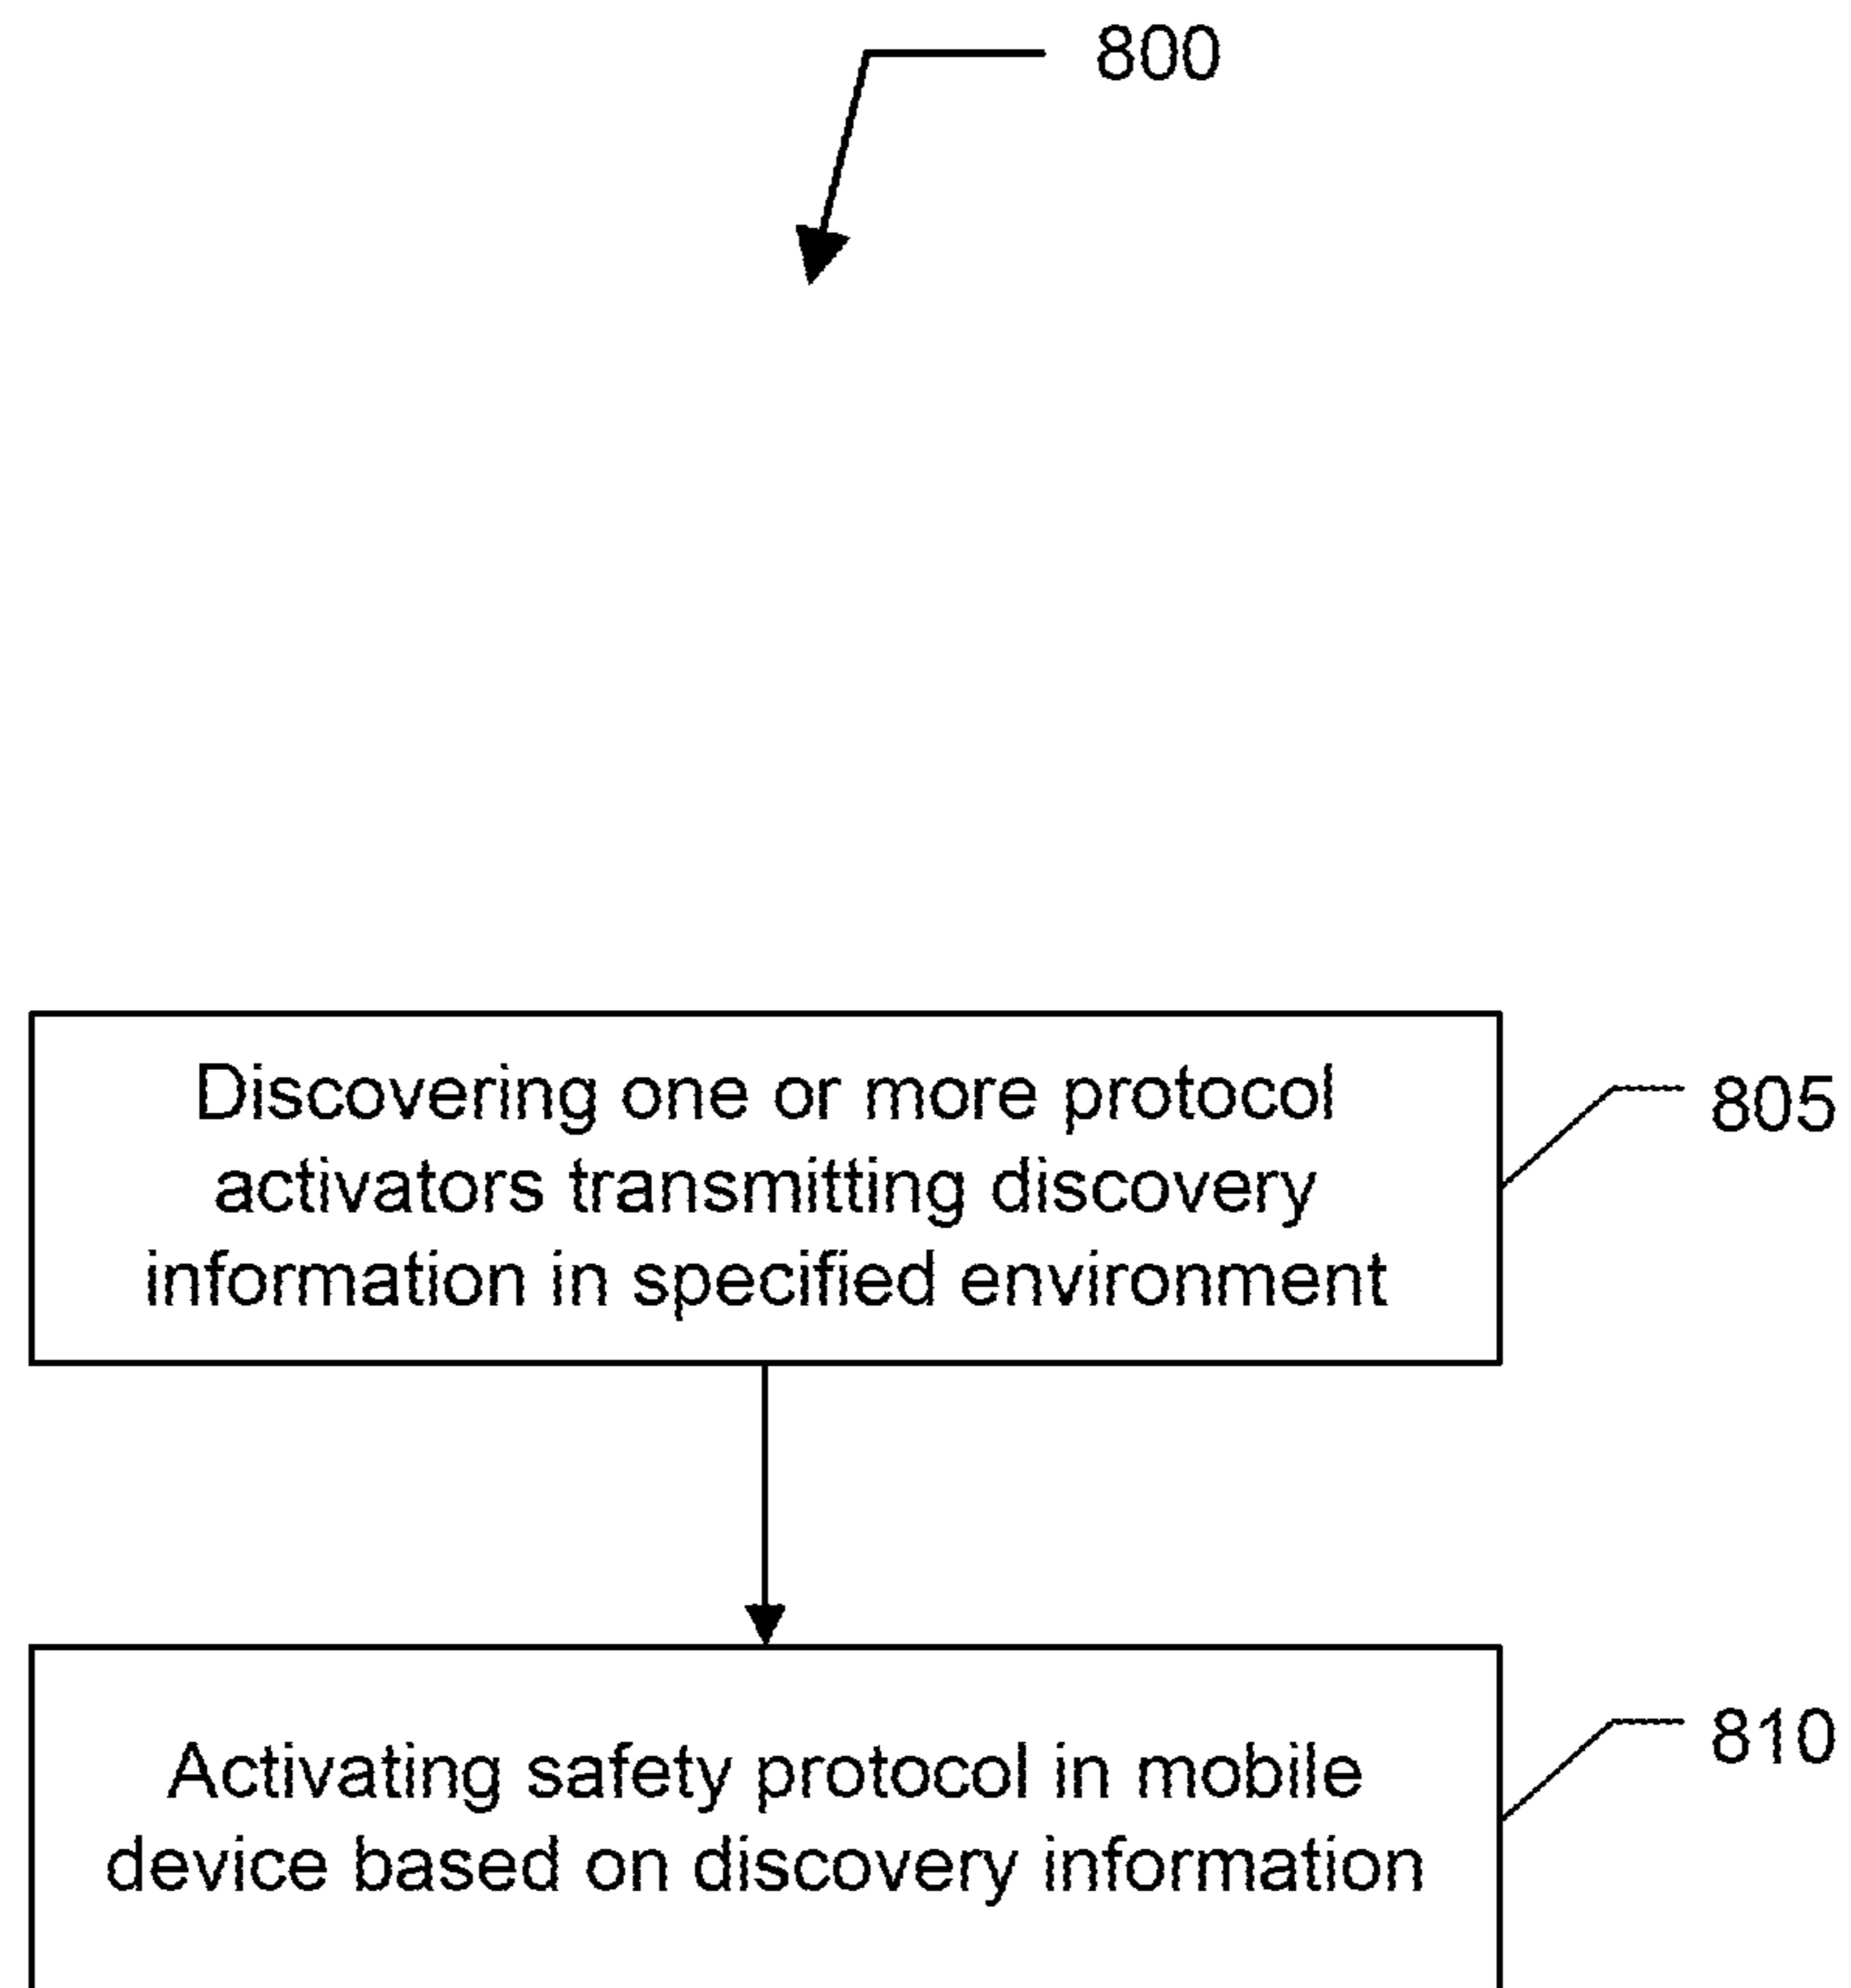 800
Discovering one or more protocol
activators transmitting discovery
information in specified environment
805
Activating safety protocol in mobile
device based on discovery information
810